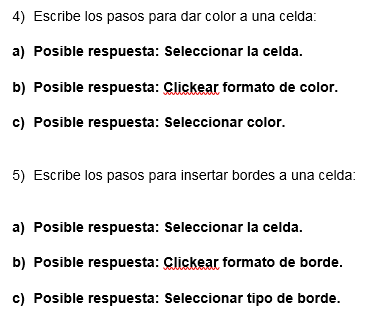 4) Escribe los pasos para dar color a una celda:
a) Posible respuesta: Seleccionar la celda.
b) Posible respuesta: Clickear formato de color.
c) Posible respuesta: Seleccionar color.
5) Escribe los pasos para insertar bordes a una celda:
a) Posible respuesta: Seleccionar la celda.
b) Posible respuesta: Clickear formato de borde.
c) Posible respuesta: Seleccionar tipo de borde.